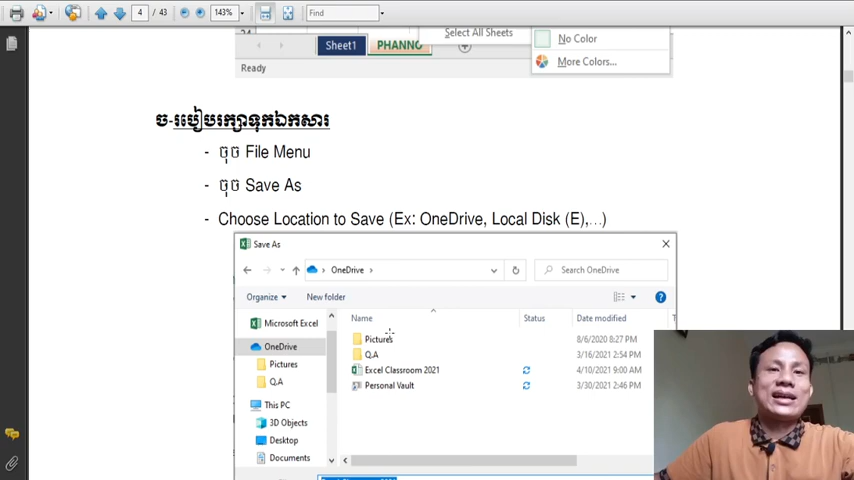 4 / 43
143%
Find
Select All Sheets
No Color
Sheet1
PHANNO
More Colors...
Ready
ច-របៀបរក្សាទុកឯកសារ
- ចុច File Menu
- ចុច Save As
- Choose Location to Save (Ex: OneDrive, Local Disk (E),…)
Save As
OneDrive
Search OneDrive
Organize
New folder
Name
Status
Date modified
Microsoft Excel
OneDrive
Pictures
Q.A
This PC
3D Objects
Desktop
Documents
Pictures
8/6/2020 8:27 PM
Q.A
3/16/2021 2:54 PM
Excel Classroom 2021
4/10/2021 9:00 AM
Personal Vault
3/30/2021 2:46 PM